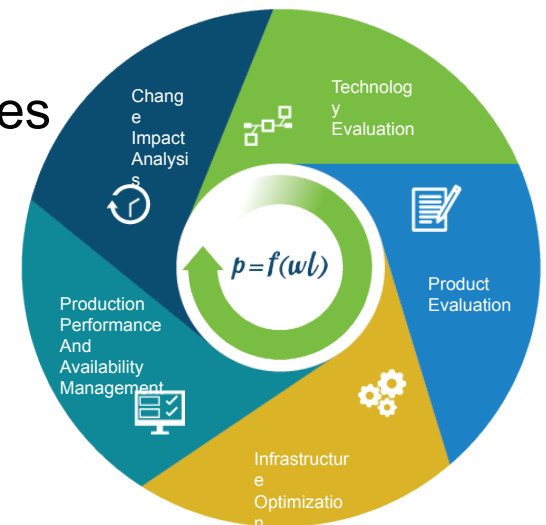 es
Technolog
y
Evaluation
Chang
e
Impact
Analysi
s
p=f(wl)
Product
Evaluation
Production
Performance
And
Availability
Management
Infrastructur
e
Optimizatio
n